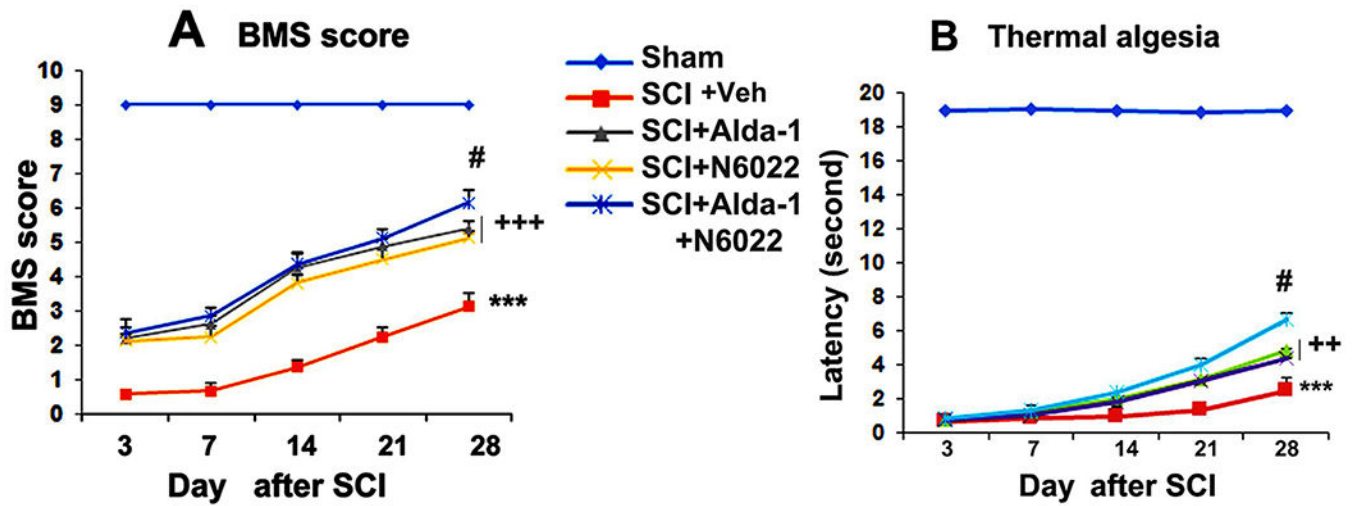 A BMS score
BMS score
10
9
8
7
6
5
4
3
2
1
0
#
+++
***
3 7 14 21 28
Day after SCI
Sham
SCI +Veh
SCI+Alda-1
SCI+N6022
SCI+Alda-1
+N6022
B Thermal algesia
Latency (second)
20
18
16
14
12
10
8
6
4
2
0
#
++
***
3 7 14 21 28
Day after SCI